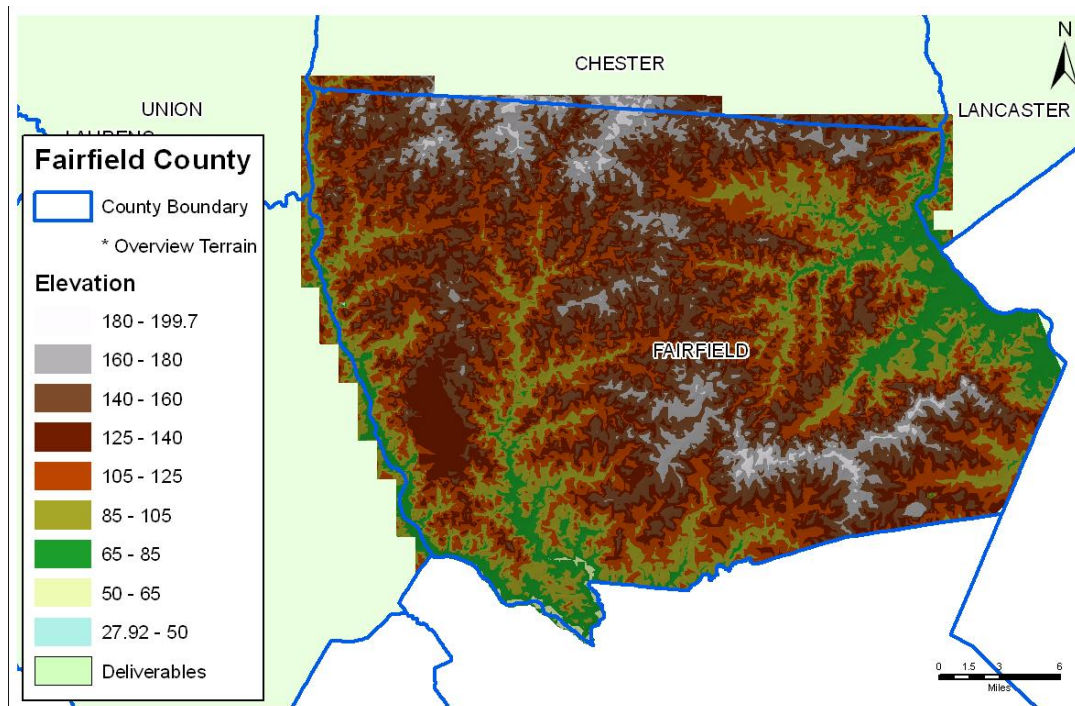 CHESTER
N
UNION
LANCASTER
Fairfield County
County Boundary
* Overview Terrain
Elevation
180 - 199.7
160 - 180
140 - 160
125 - 140
105 - 125
85 - 105
65 - 85
50 - 65
27.92 - 50
Deliverables
FAIRFIELD
0 1.5 3 6
Miles